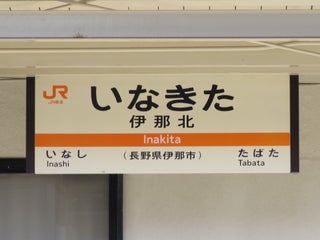 JR
JR東海
いなきた
伊那北
Inakita
いなし
Inashi
(長野県伊那市)
たばた
Tabata